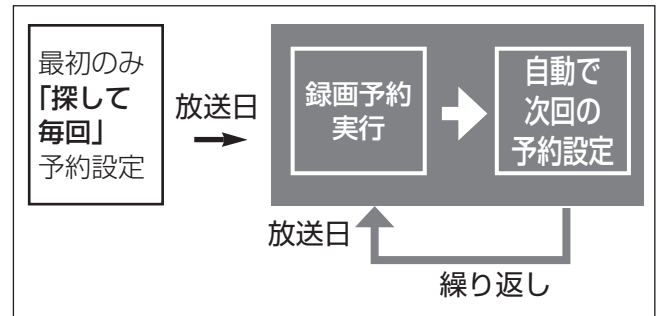 最初のみ
「探して
毎回」
予約設定
放送日
録画予約
実行
自動で
次回の
予約設定
放送日
繰り返し